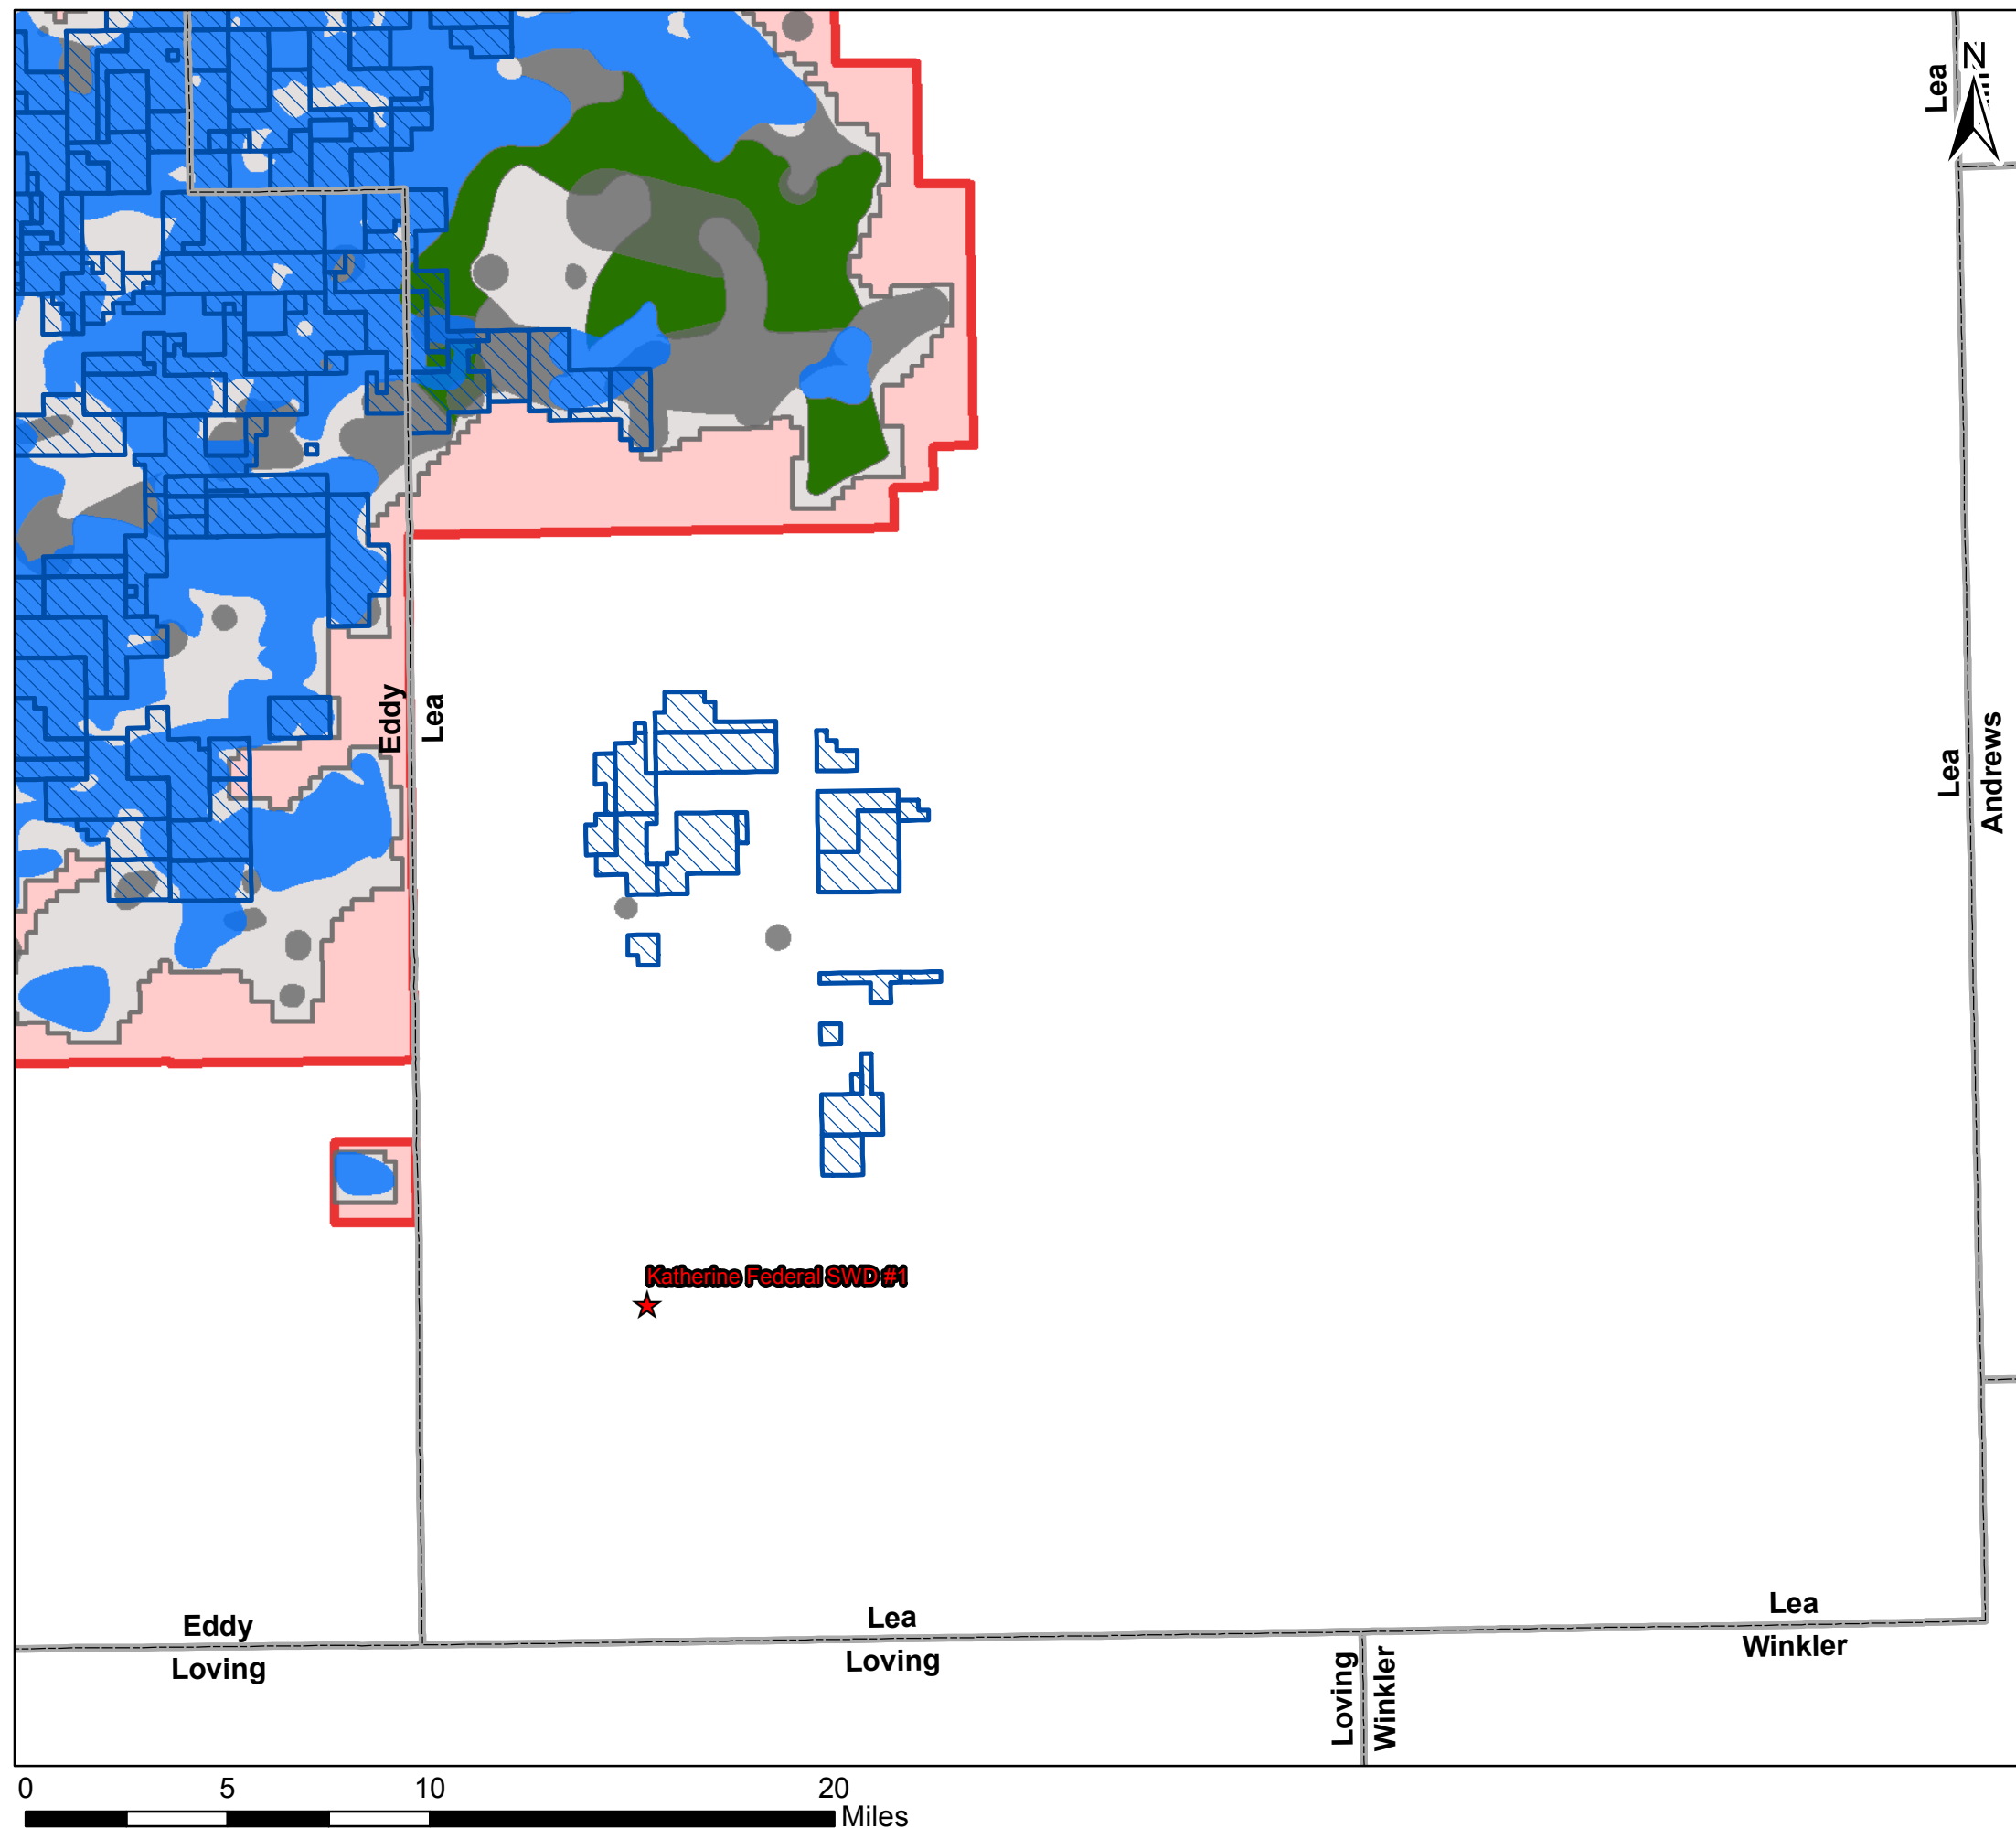 Lea
N
Eddy
Lea
Lea
Andrews
Katherine Federal SWD #1
Eddy
Loving
Lea
Loving
Lea
Winkler
Loving
Winkler
0 5 10 20
Miles